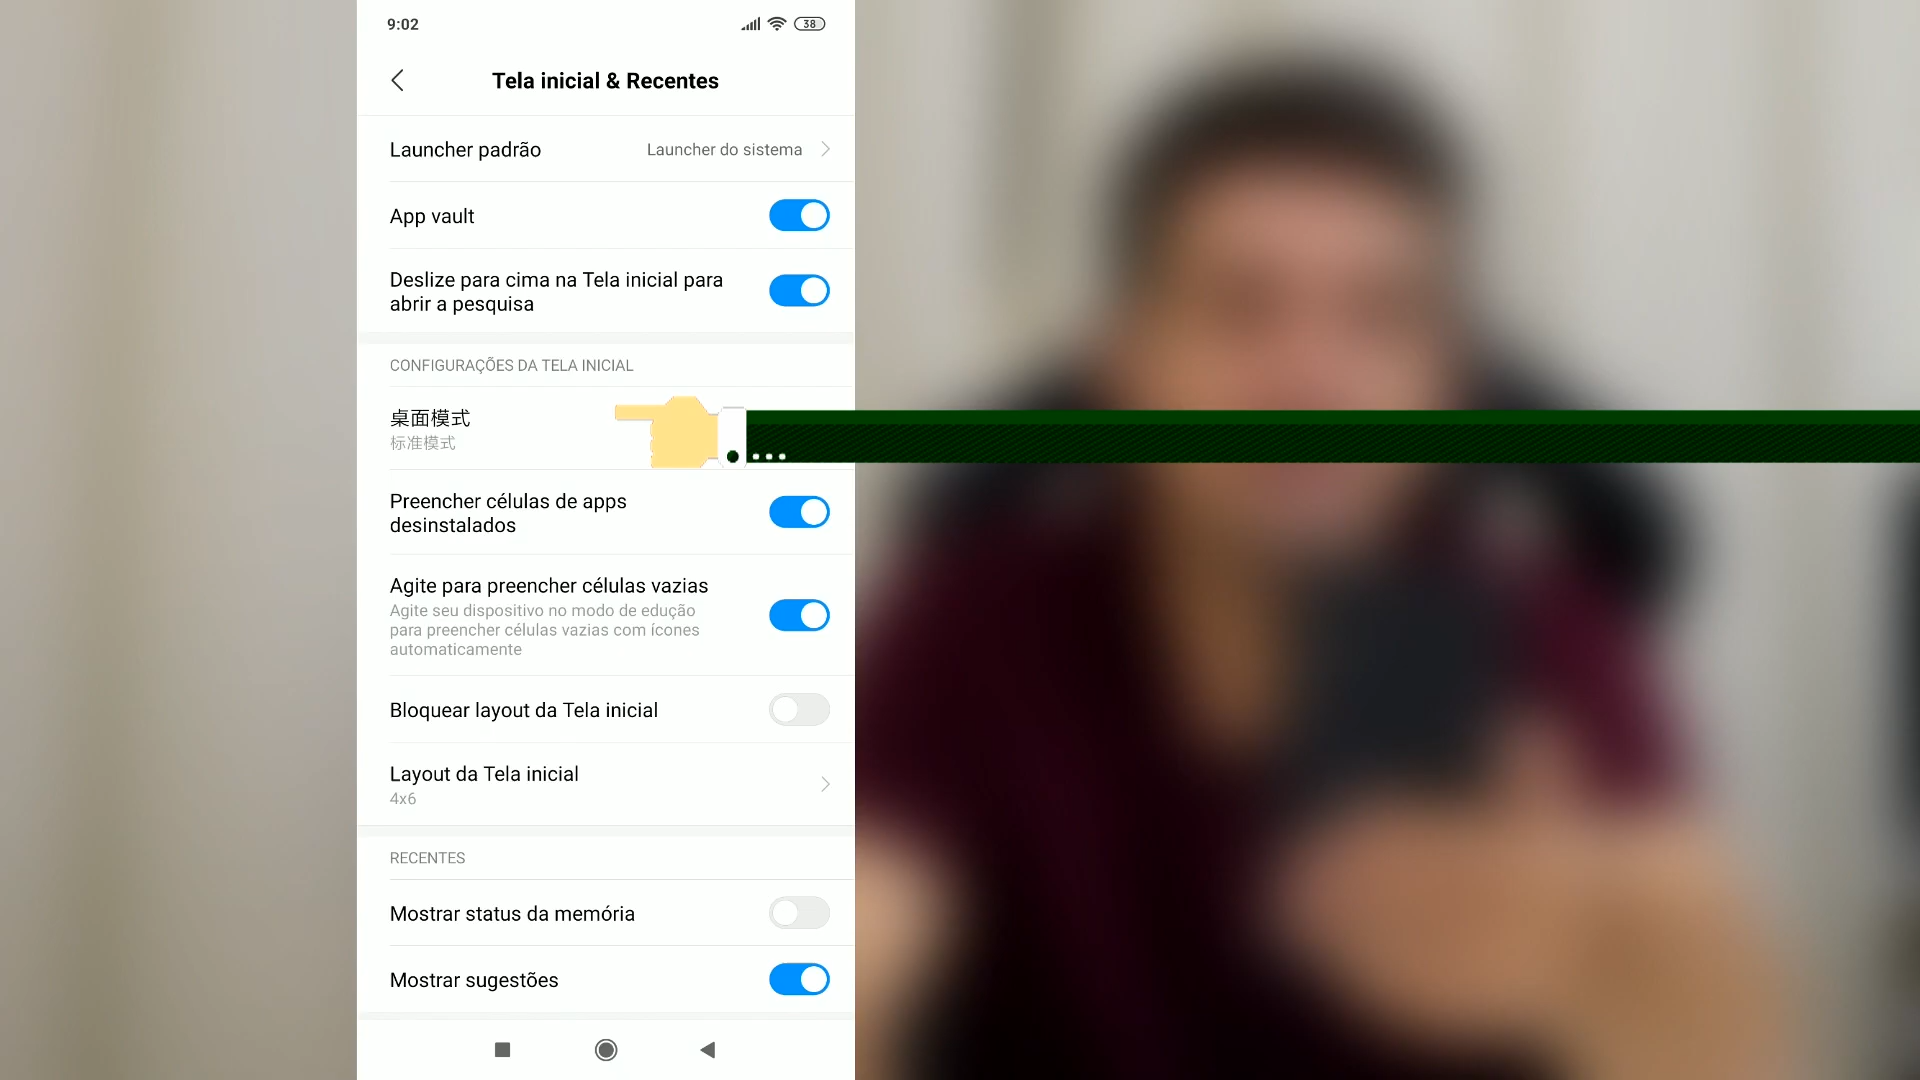 9:02
38
Tela inicial & Recentes
Launcher padrão
Launcher do sistema
App vault
Deslize para cima na Tela inicial para
abrir a pesquisa
CONFIGURAÇÕES DA TELA INICIAL
桌面模式
标准模式
Preencher células de apps
desinstalados
Agite para preencher células vazias
Agite seu dispositivo no modo de edução
para preencher células vazias com ícones
automaticamente
Bloquear layout da Tela inicial
Layout da Tela inicial
4x6
RECENTES
Mostrar status da memória
Mostrar sugestões